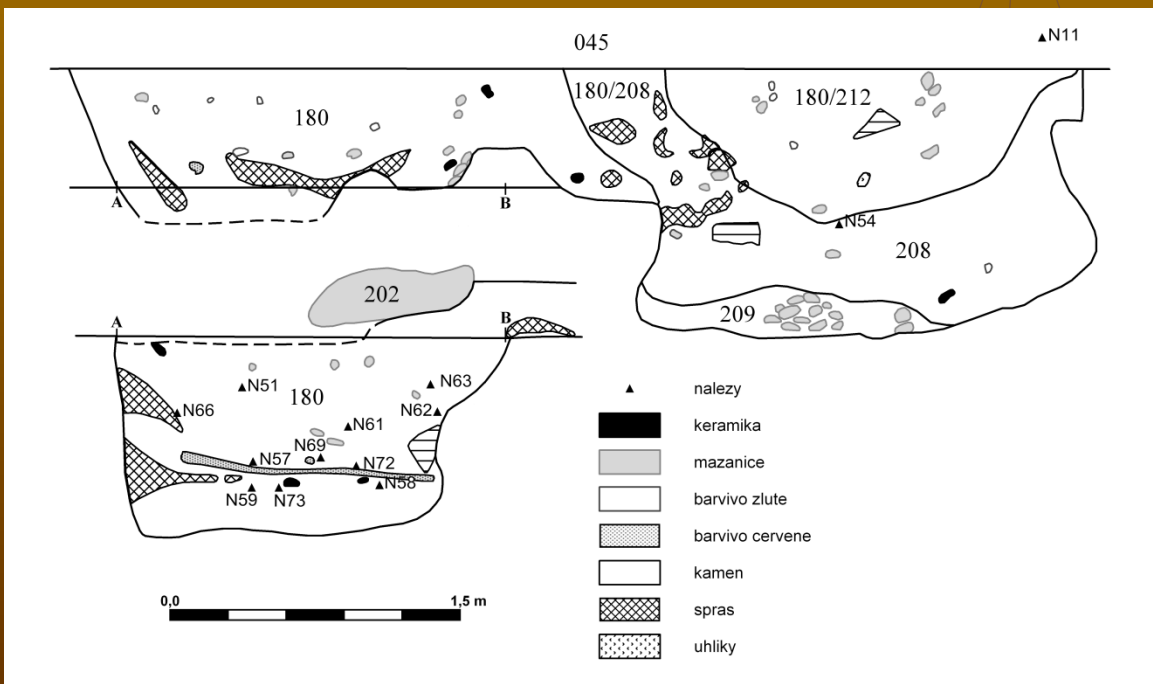 045
N11
180
180/208
180/212
A
B
N54
208
202
209
A
B
N51
180
N63
N66
N62
N61
N69
N57
N72
N59
N73
N58
nalezy
keramika
mazanice
barvivo zlute
barvivo cervene
kamen
spras
uhliky
0,0
1,5 m